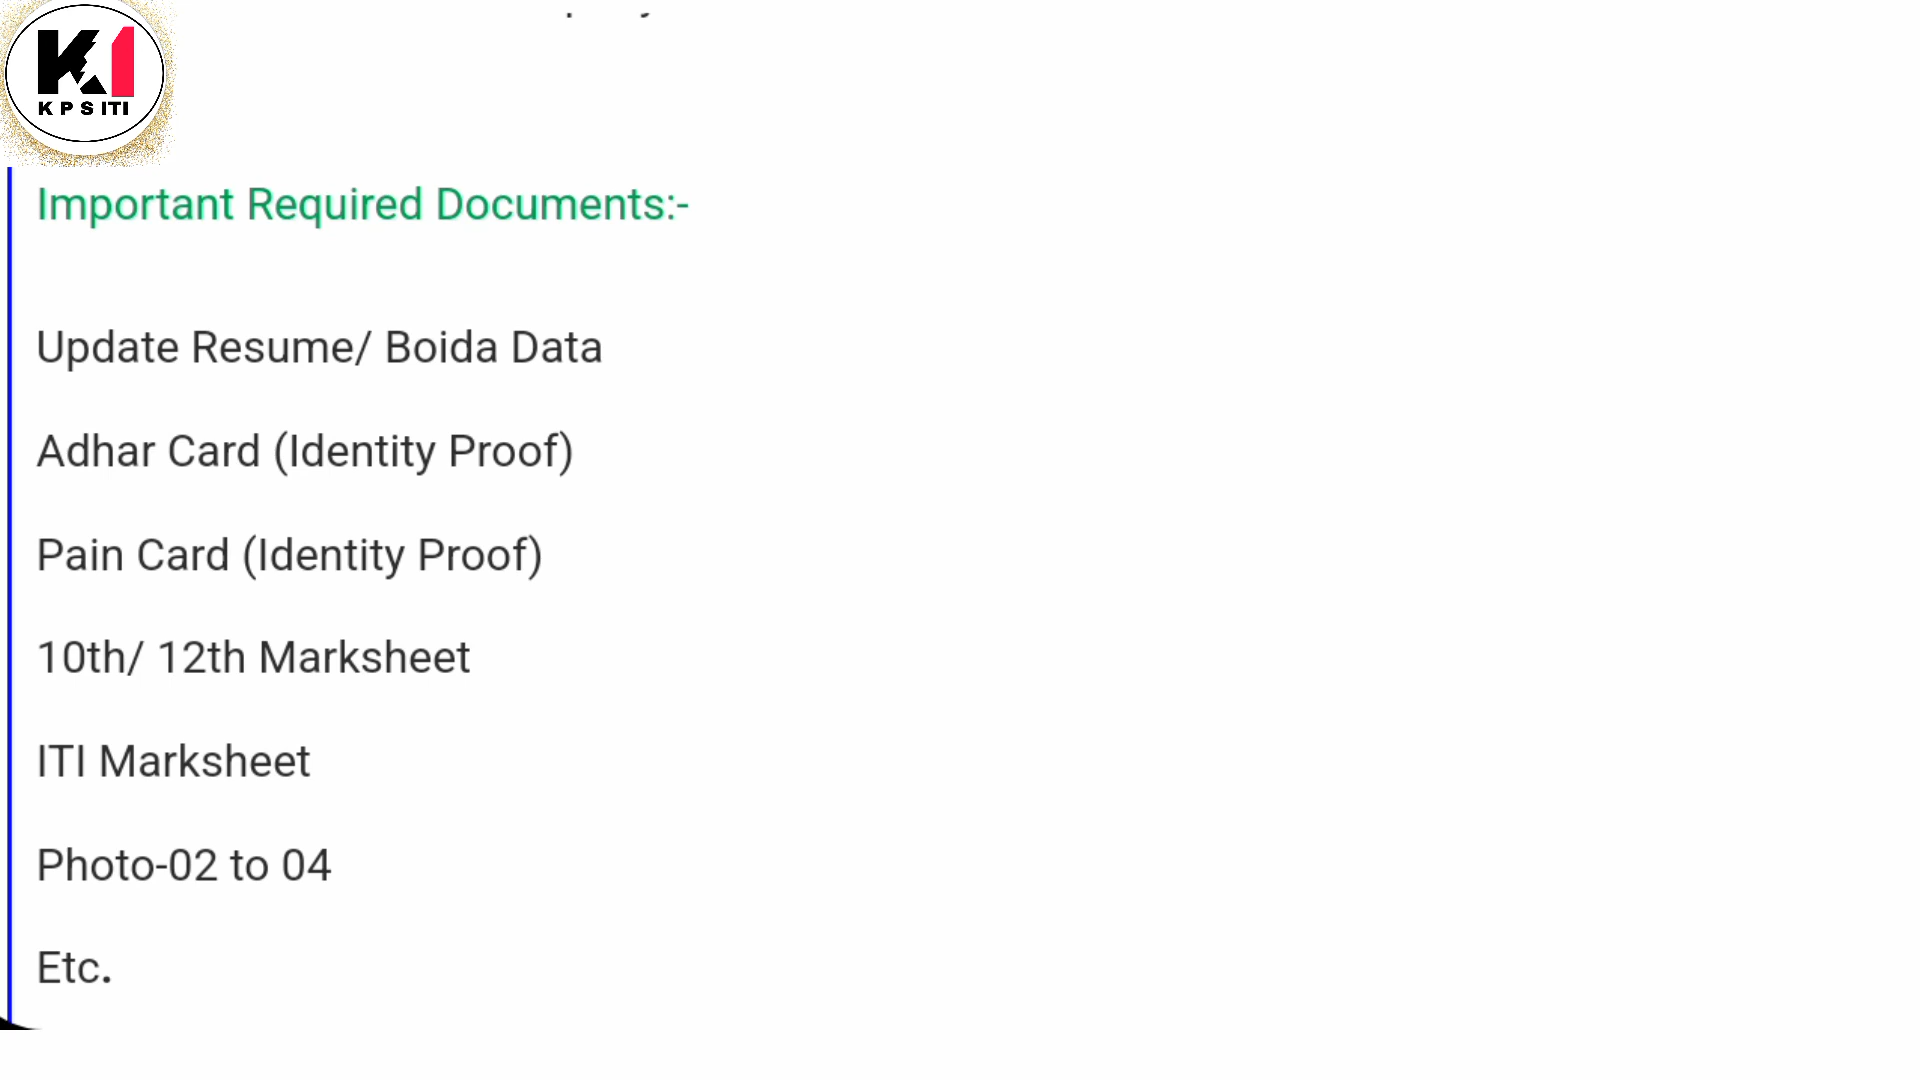 K1
KPS ITI
Important Required Documents:-
Update Resume/ Boida Data
Adhar Card (Identity Proof)
Pain Card (Identity Proof)
10th/ 12th Marksheet
ITI Marksheet
Photo-02 to 04
Etc.